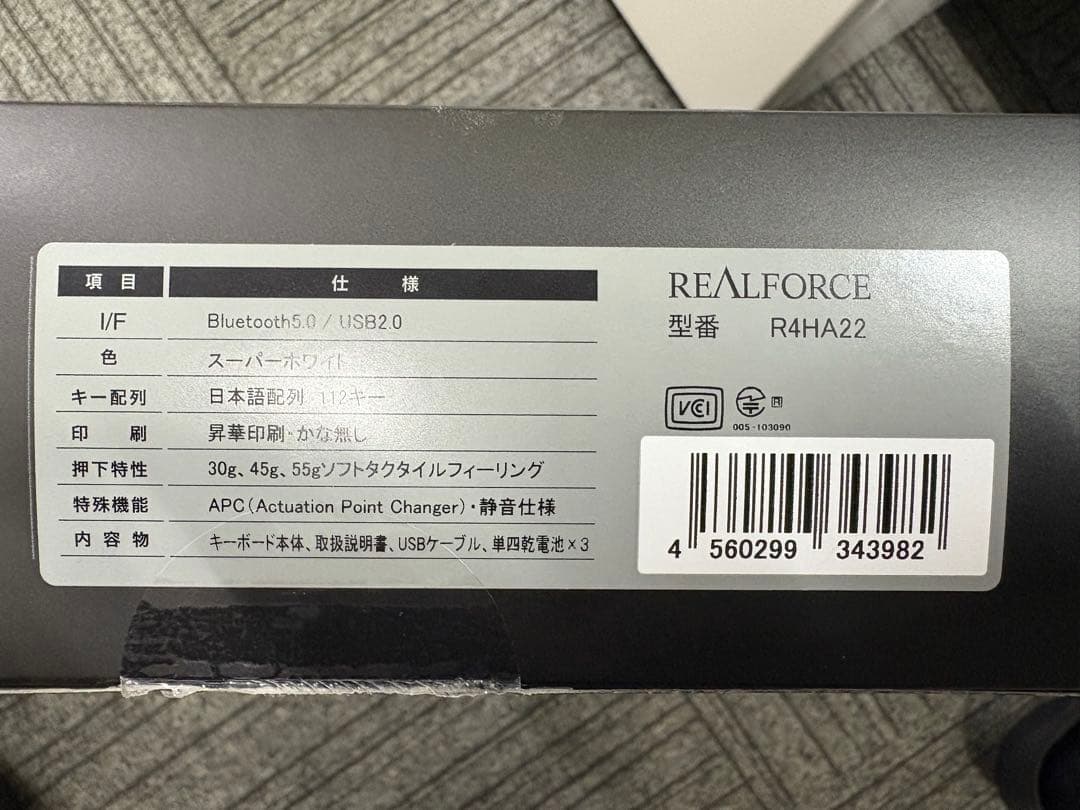 項目 仕様
I/F Bluetooth5.0 / USB2.0
色 スーパーホワイト
キー配列 日本語配列 112キー
印刷 昇華印刷・かな無し
押下特性 30g、45g、55gソフトタクタイルフィーリング
特殊機能 APC(Actuation Point Changer)・静音仕様
内容物 キーボード本体、取扱説明書、USBケーブル、単四乾電池×3
REALFORCE
型番 R4HA22
VCI
R
005-103090
4 560299 343982